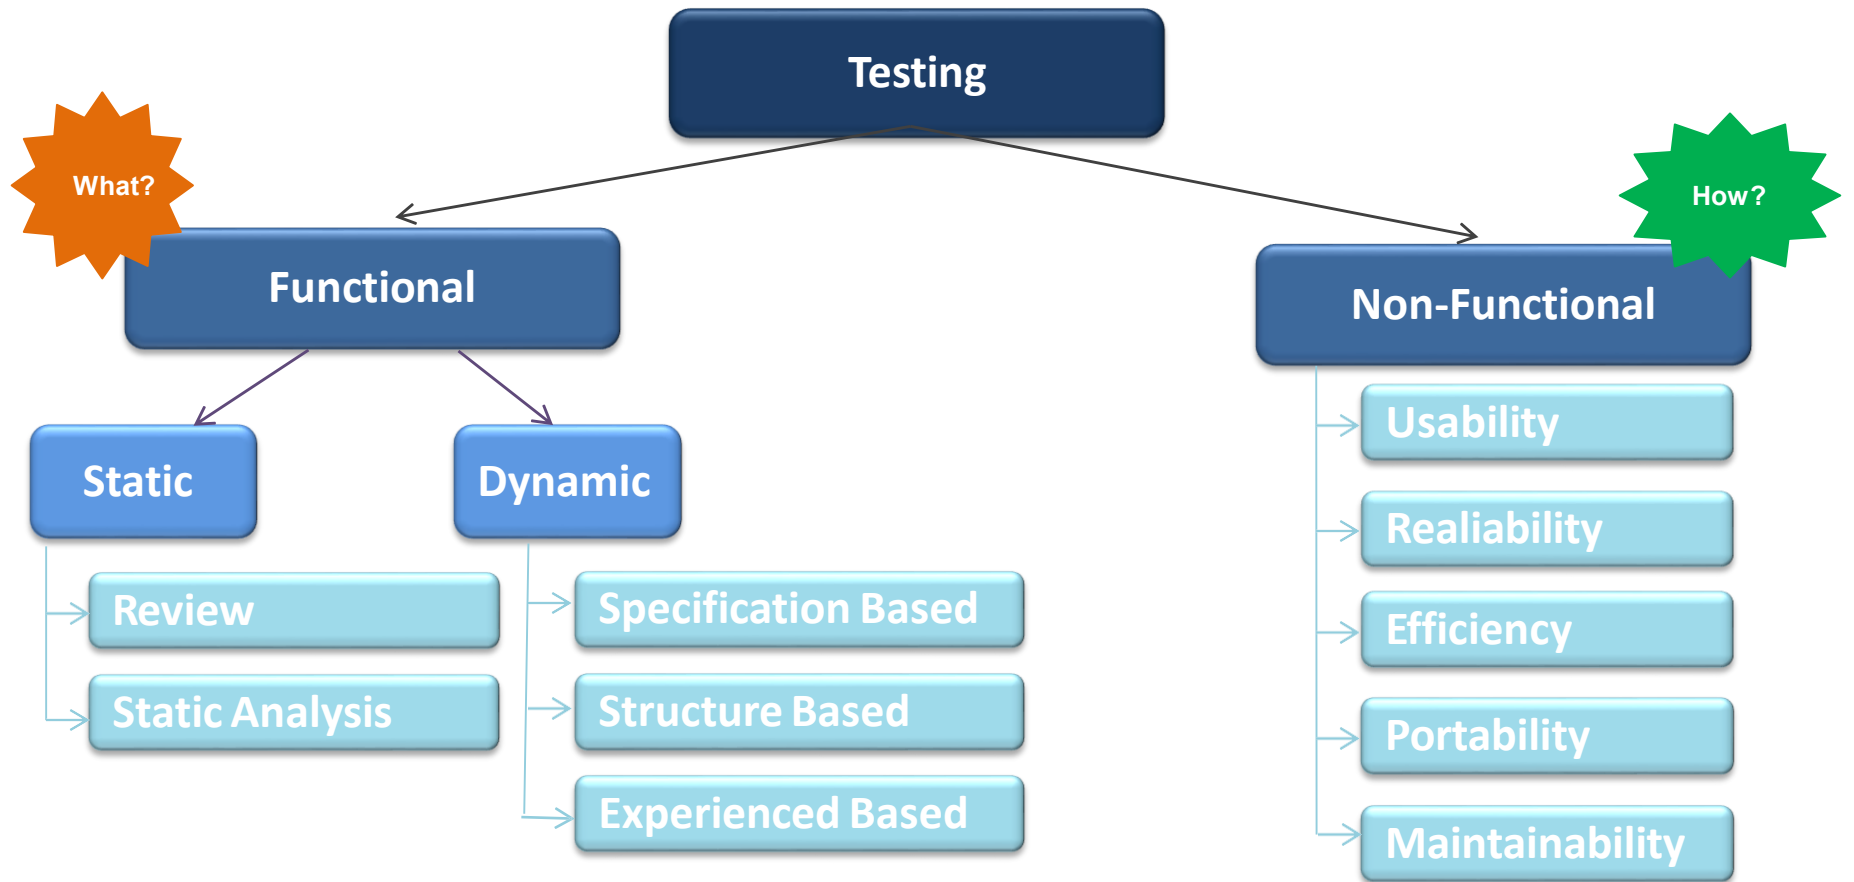 Testing
What?
How?
Functional
Non-Functional
Static
Dynamic
Usability
Realiability
Efficiency
Portability
Maintainability
Review
Static Analysis
Specification Based
Structure Based
Experienced Based